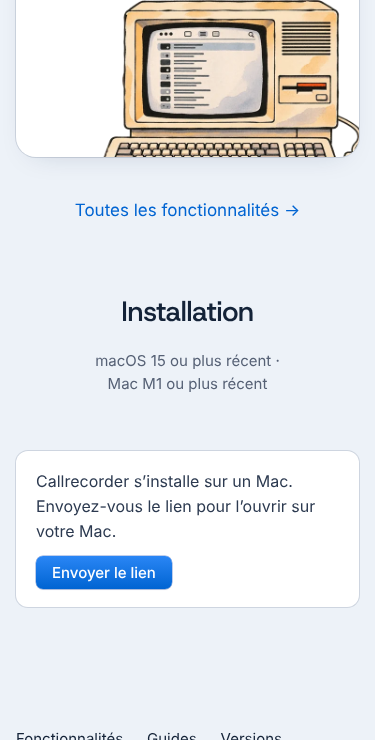 Toutes les fonctionnalités →
Installation
macOS 15 ou plus récent ·
Mac M1 ou plus récent
Callrecorder s’installe sur un Mac.
Envoyez-vous le lien pour l’ouvrir sur
votre Mac.
Envoyer le lien
Fonctionnalités Guides Versions